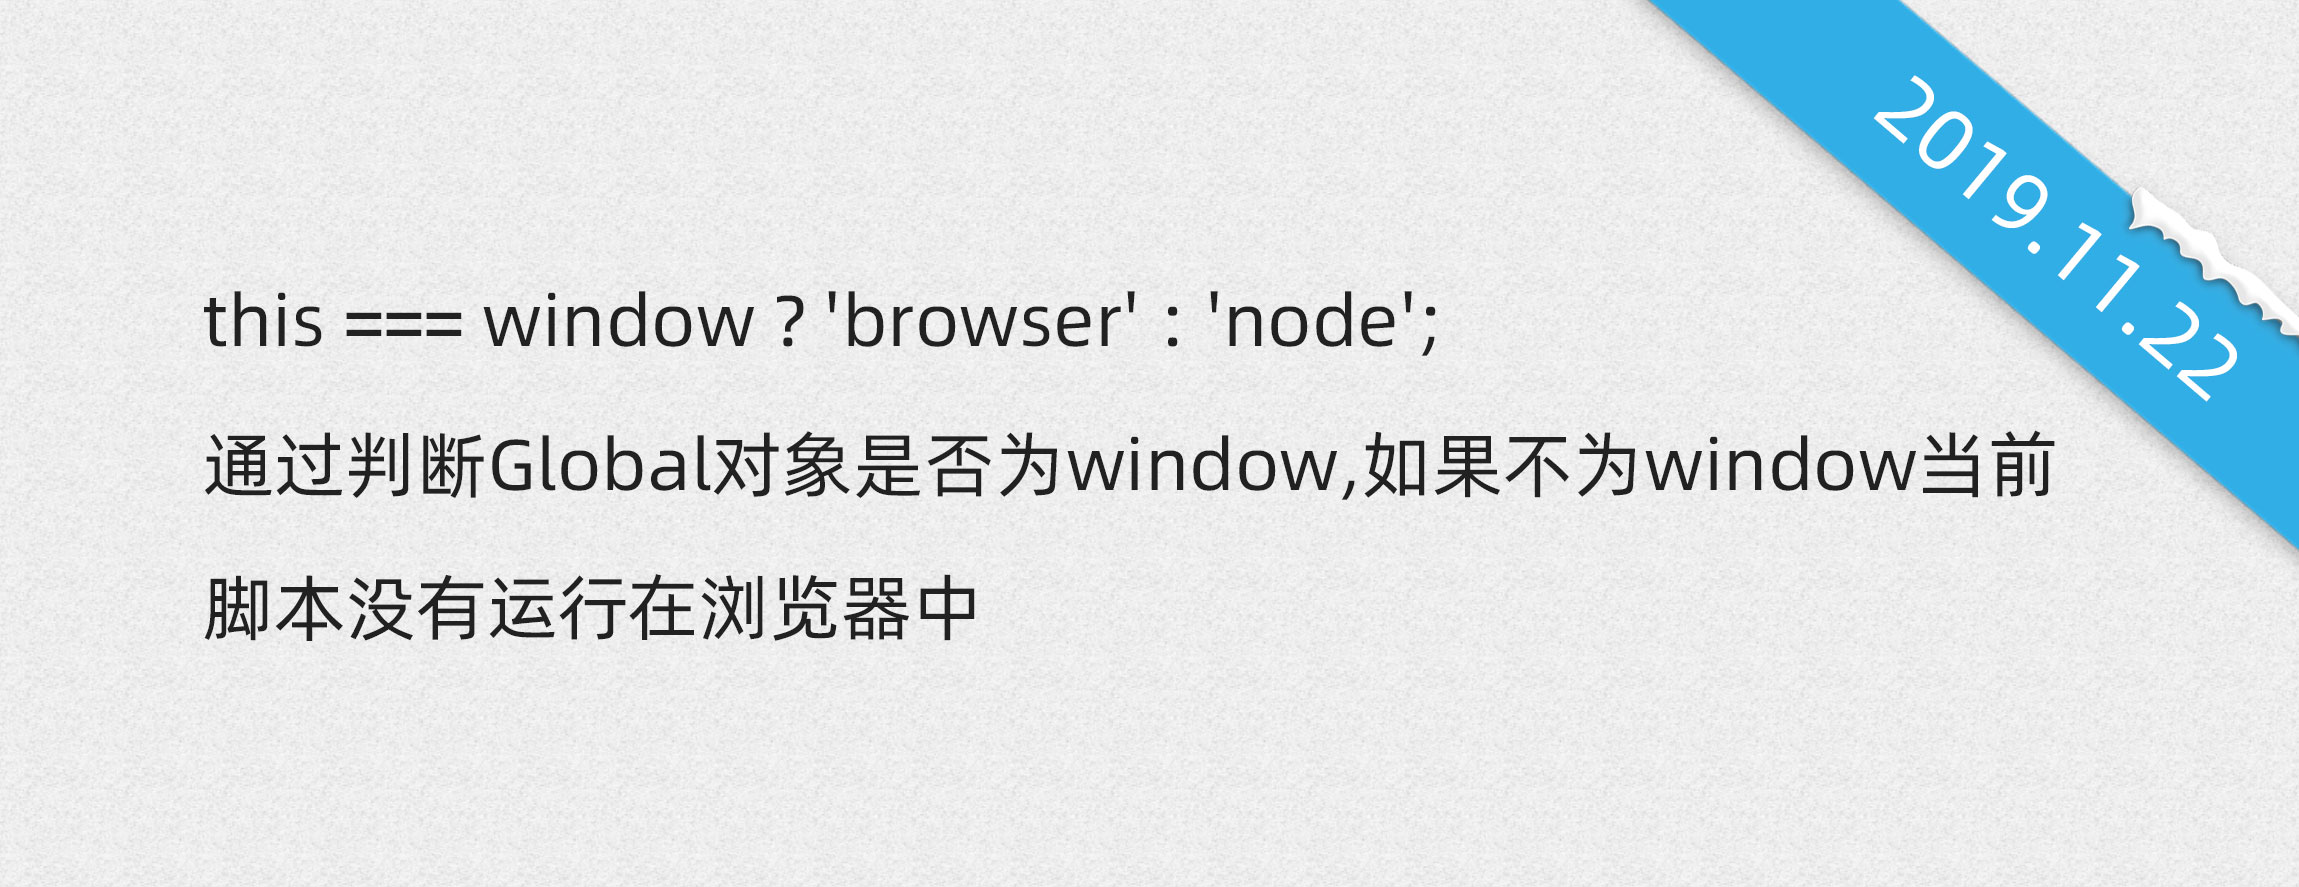 2019.11.22
this === window ? 'browser' : 'node';
通过判断Global对象是否为window,如果不为window当前
脚本没有运行在浏览器中